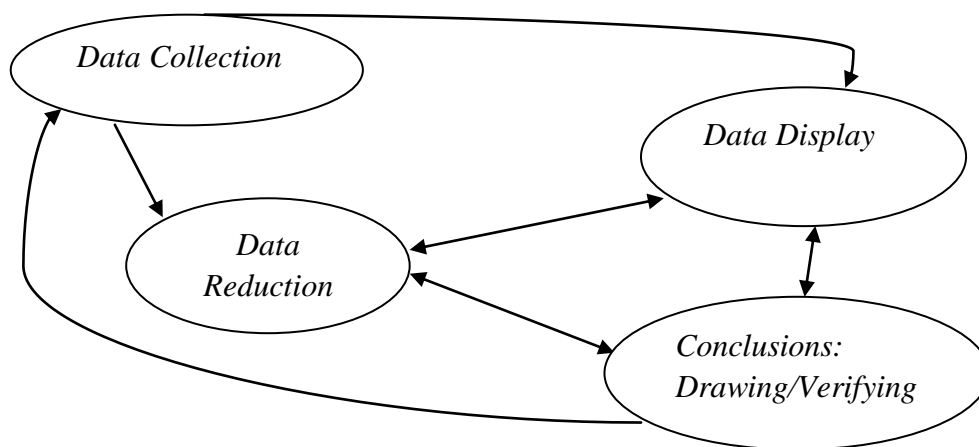 Data Collection
Data Display
Data
Reduction
Conclusions:
Drawing/Verifying